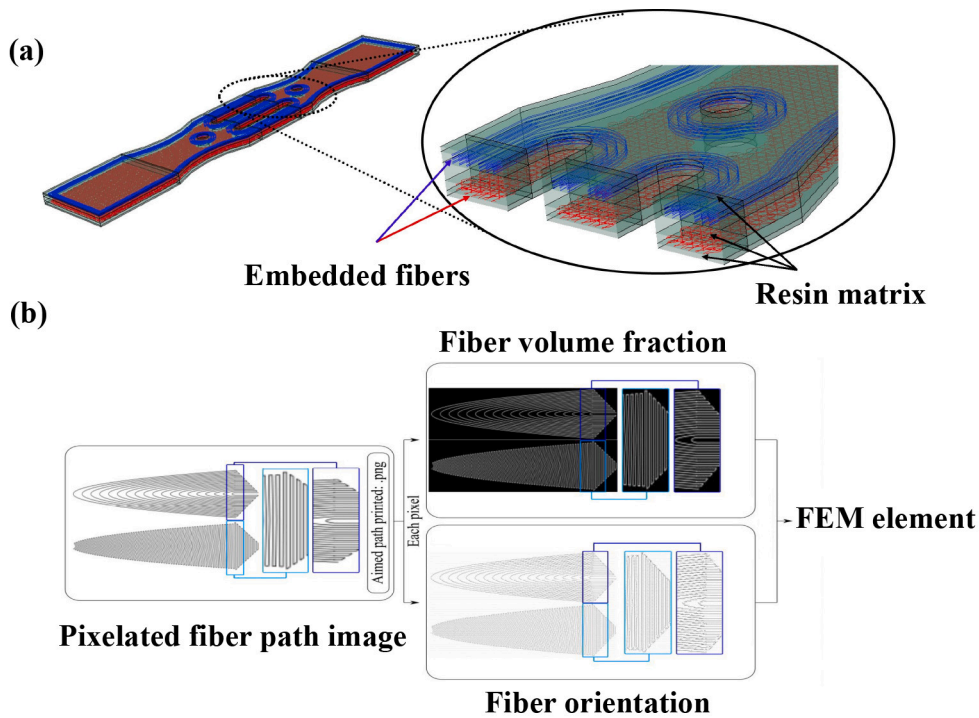 (a)
Embedded fibers
Resin matrix
(b)
Fiber volume fraction
Aimed path printed: .png
Each pixel
FEM element
Pixelated fiber path image
Fiber orientation